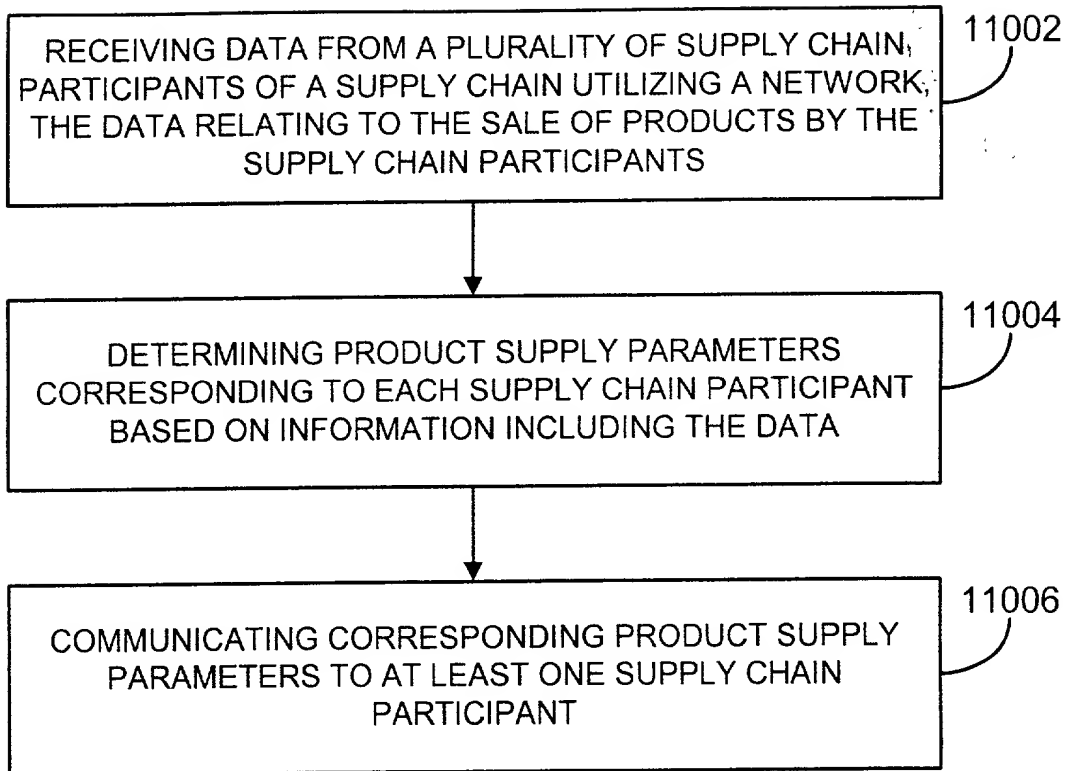 RECEIVING DATA FROM A PLURALITY OF SUPPLY CHAIN
PARTICIPANTS OF A SUPPLY CHAIN UTILIZING A NETWORK,
THE DATA RELATING TO THE SALE OF PRODUCTS BY THE
SUPPLY CHAIN PARTICIPANTS
11002
DETERMINING PRODUCT SUPPLY PARAMETERS
CORRESPONDING TO EACH SUPPLY CHAIN PARTICIPANT
BASED ON INFORMATION INCLUDING THE DATA
11004
COMMUNICATING CORRESPONDING PRODUCT SUPPLY
PARAMETERS TO AT LEAST ONE SUPPLY CHAIN
PARTICIPANT
11006